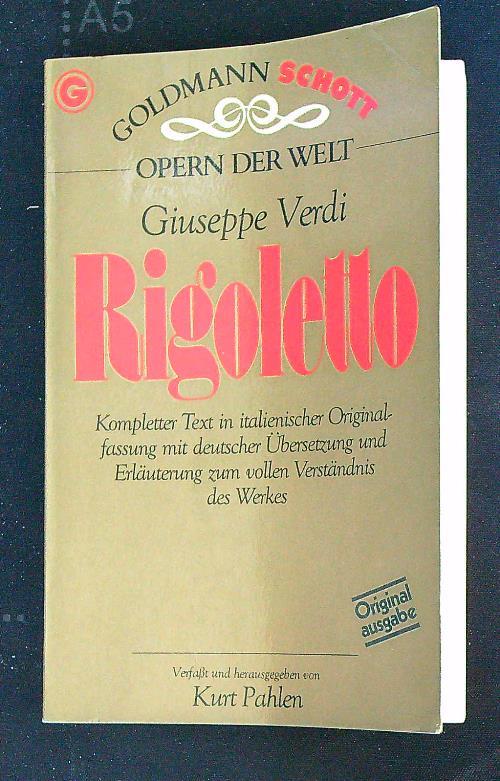 A5
G
GOLDMANN SCHOTT
OPERN DER WELT
Giuseppe Verdi
Rigoletto
Kompletter Text in italienischer Original-
fassung mit deutscher Übersetzung und
Erläuterung zum vollen Verständnis
des Werkes
Original
ausgabe
Verfaßt und herausgegeben von
Kurt Pahlen